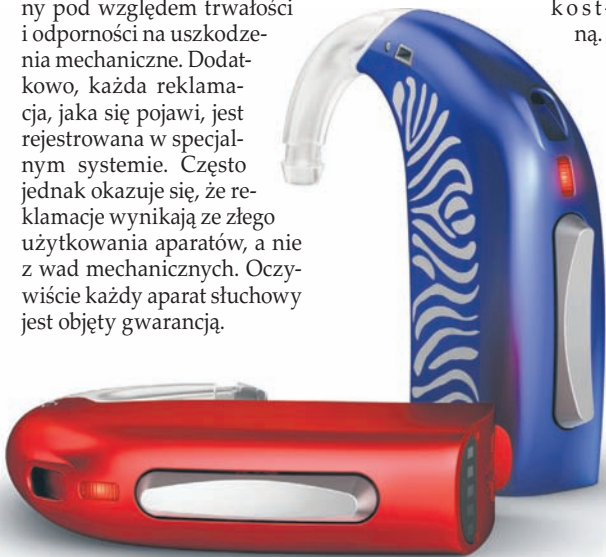 ny pod względem trwałości
i odporności na uszkodze-
nia mechaniczne. Dodat-
kowo, każda reklama-
cja, jaka się pojawi, jest
rejestrowana w specjal-
nym systemie. Często
jednak okazuje się, że re-
klamacje wynikają ze złego
użytkowania aparatów, a nie
z wad mechanicznych. Oczy-
wiście każdy aparat słuchowy
jest objęty gwarancją.
kost-
ną.